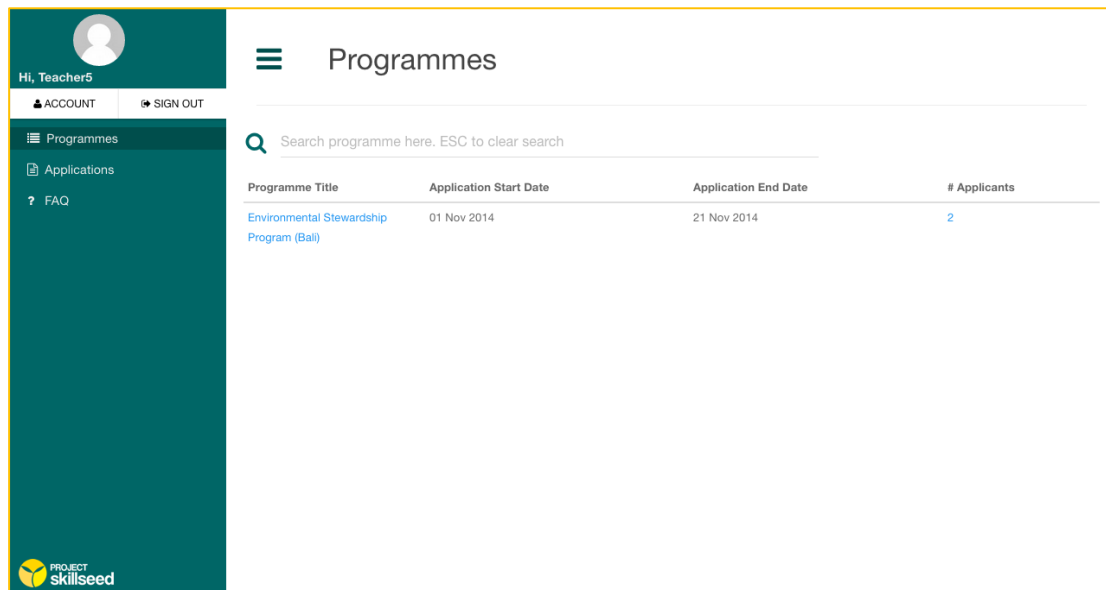 Hi, Teacher5
ACCOUNT SIGN OUT
Programmes
Applications
? FAQ
PROJECT
skillseed
Programmes
Search programme here. ESC to clear search
Programme Title Application Start Date Application End Date # Applicants
Environmental Stewardship 01 Nov 2014 21 Nov 2014 2
Program (Bali)